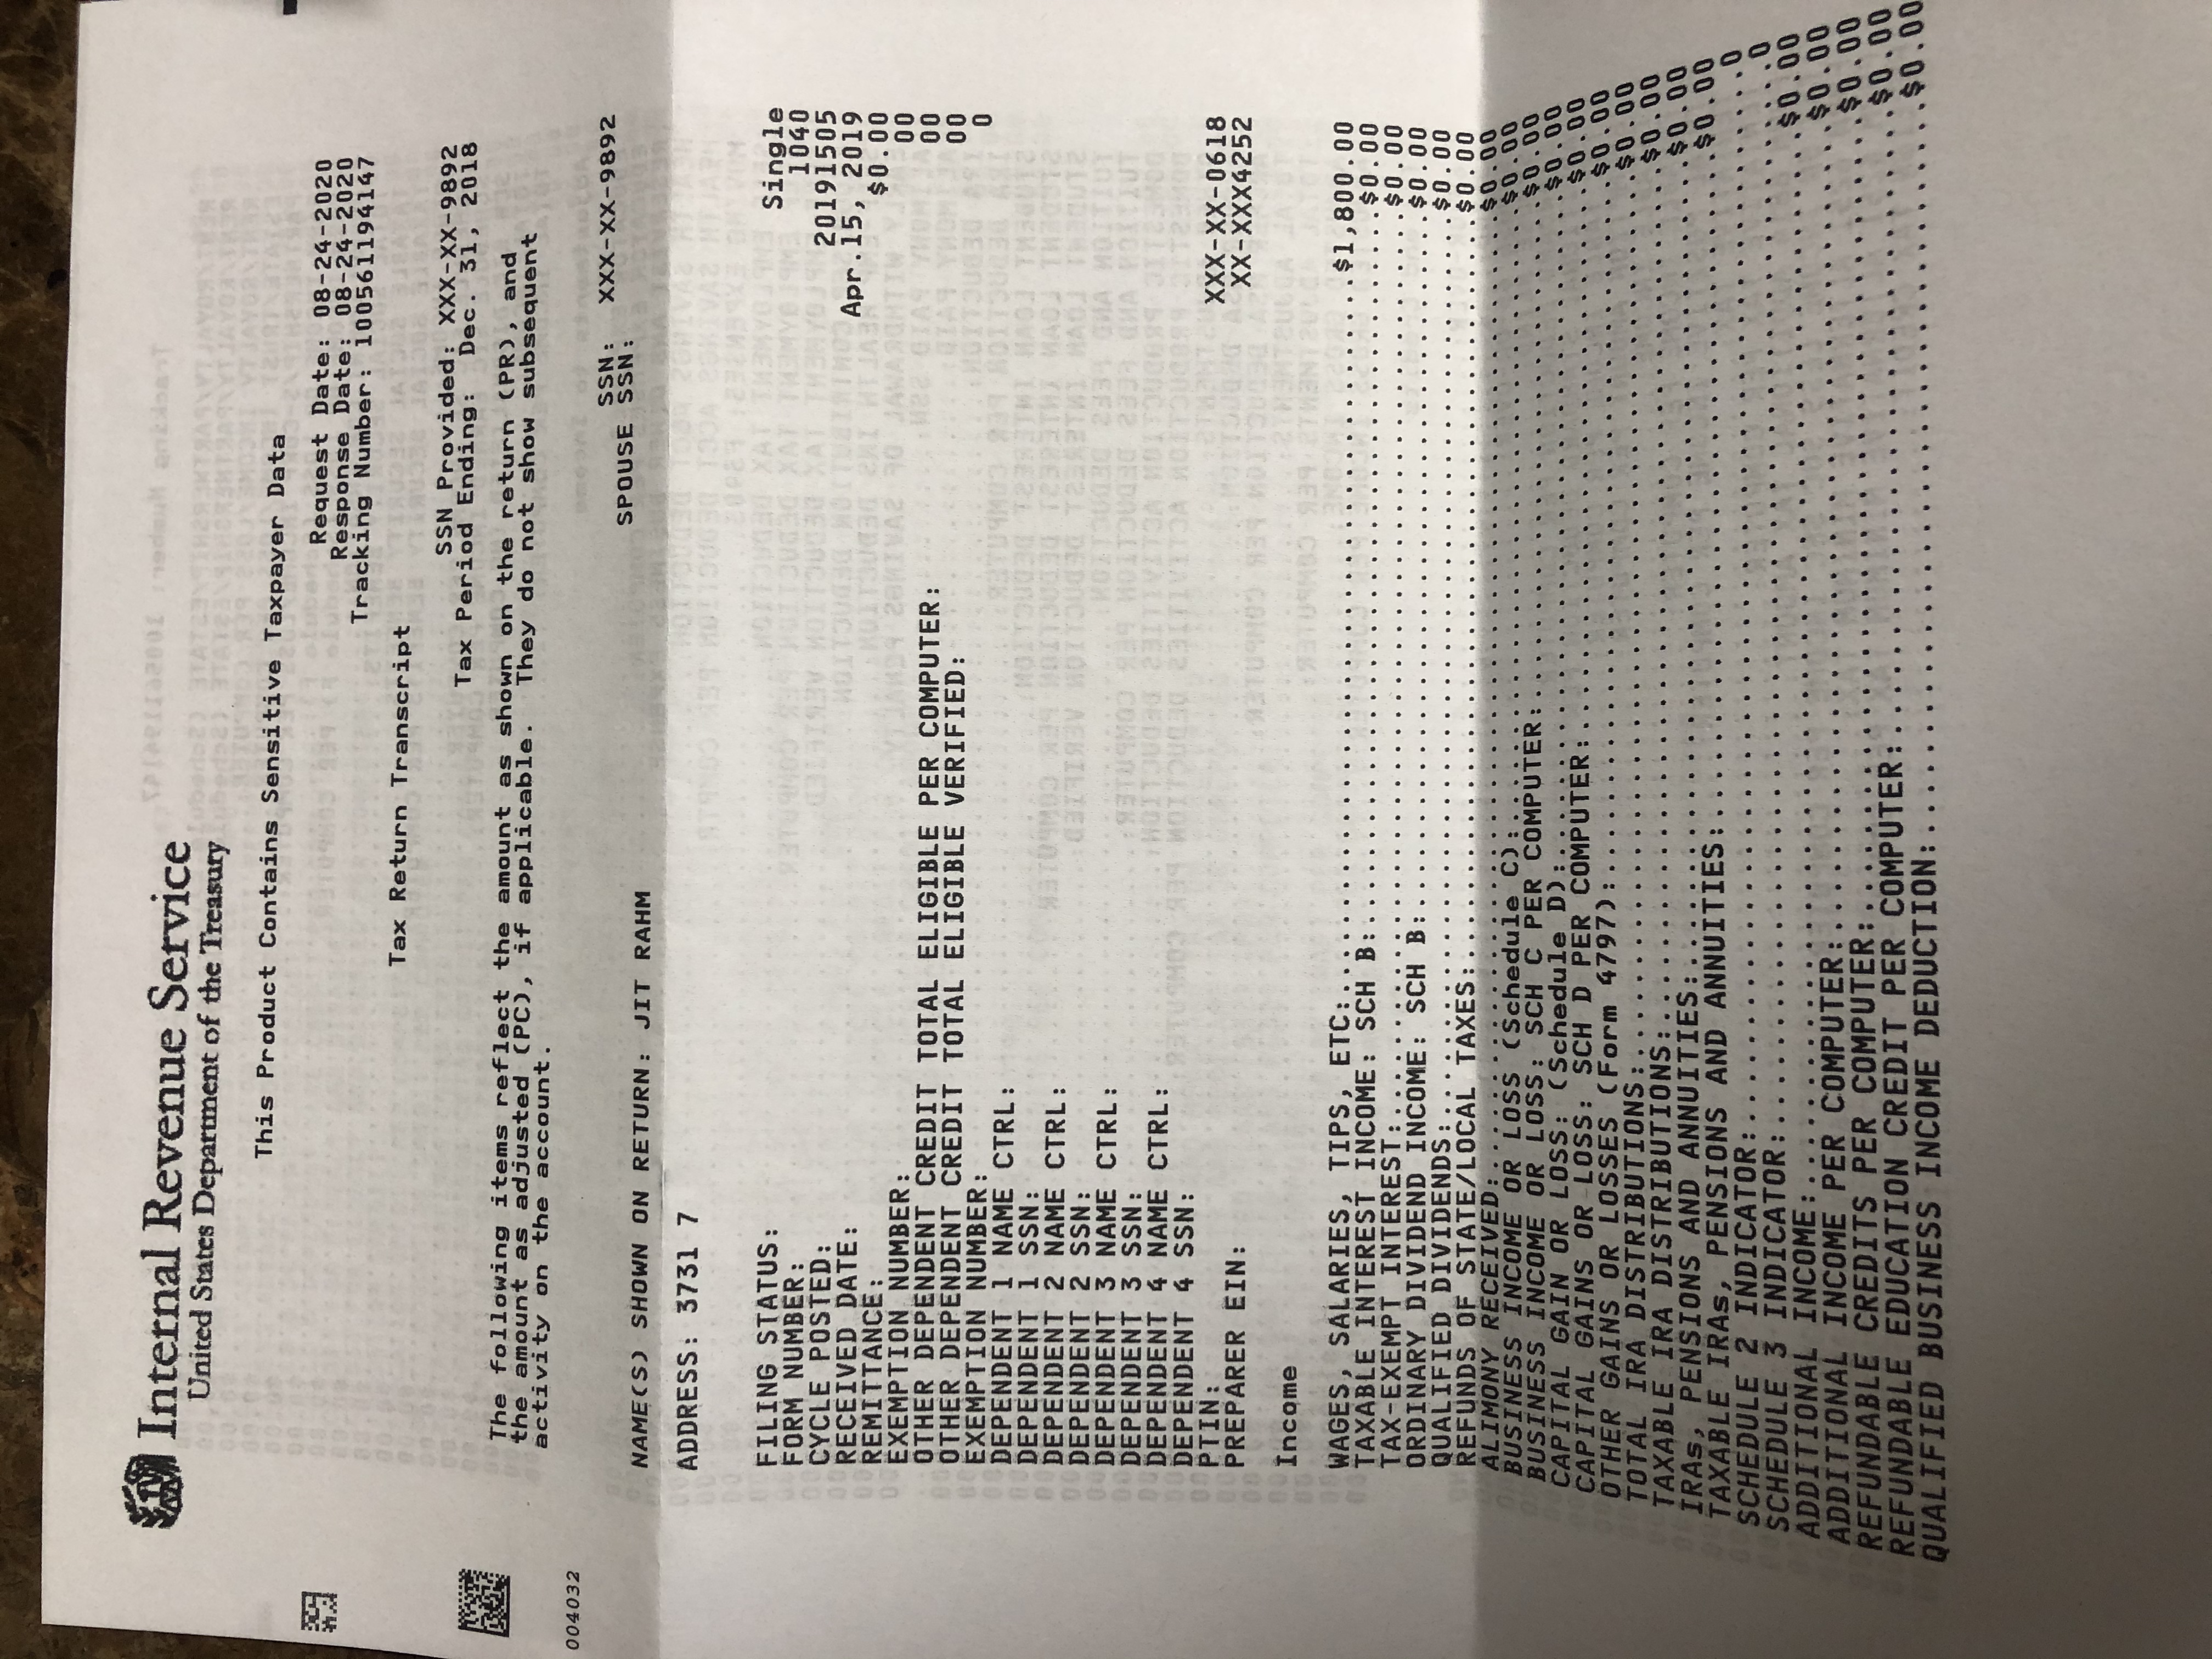 Internal Revenue Service
United States Department of the Treasury
This Product Contains Sensitive Taxpayer Data
Request Date: 08-24-2020
Response Date: 08-24-2020
Tracking Number: 100561194147
Tax Return Transcript
SSN Provided: XXX-XX-9892
Tax Period Ending: Dec. 31, 2018
The following items reflect the amount as shown on the return (PR), and
the amount as adjusted (PC), if applicable. They do not show subsequent
activity on the account.
004032
SSN: XXX-XX-9892
SPOUSE SSN:
NAME(S) SHOWN ON RETURN: JIT RAHM
ADDRESS: 3731 7
FILING STATUS: Single
FORM NUMBER: 1040
CYCLE POSTED: 20191505
RECEIVED DATE: Apr.15, 2019
REMITTANCE: $0.00
EXEMPTION NUMBER: 00
OTHER DEPENDENT CREDIT TOTAL ELIGIBLE PER COMPUTER: 00
OTHER DEPENDENT CREDIT TOTAL ELIGIBLE VERIFIED: 00
EXEMPTION NUMBER: 0
DEPENDENT 1 NAME CTRL:
DEPENDENT 1 SSN:
DEPENDENT 2 NAME CTRL:
DEPENDENT 2 SSN:
DEPENDENT 3 NAME CTRL:
DEPENDENT 3 SSN:
DEPENDENT 4 NAME CTRL:
DEPENDENT 4 SSN:
PTIN: XXX-XX-0618
PREPARER EIN: XX-XXX4252
Income
WAGES, SALARIES, TIPS, ETC:.......................................$1,800.00
TAXABLE INTEREST INCOME: SCH B:.......................................$0.00
TAX-EXEMPT INTEREST:..................................................$0.00
ORDINARY DIVIDEND INCOME: SCH B:......................................$0.00
QUALIFIED DIVIDENDS:..................................................$0.00
REFUNDS OF STATE/LOCAL TAXES:.........................................$0.00
ALIMONY RECEIVED:.....................................................$0.00
BUSINESS INCOME OR LOSS (Schedule C):.................................$0.00
BUSINESS INCOME OR LOSS: SCH C PER COMPUTER:..........................$0.00
CAPITAL GAIN OR LOSS: (Schedule D):...................................$0.00
CAPITAL GAINS OR LOSS: SCH D PER COMPUTER:............................$0.00
OTHER GAINS OR LOSSES (Form 4797):....................................$0.00
TOTAL IRA DISTRIBUTIONS:..............................................$0.00
TAXABLE IRA DISTRIBUTIONS:............................................$0.00
IRAs, PENSIONS AND ANNUITIES:.........................................$0.00
TAXABLE IRAs, PENSIONS AND ANNUITIES:.................................$0.00
SCHEDULE 2 INDICATOR:.....................................................0
SCHEDULE 3 INDICATOR:.....................................................0
ADDITIONAL INCOME:....................................................$0.00
ADDITIONAL INCOME PER COMPUTER:.......................................$0.00
REFUNDABLE CREDITS PER COMPUTER:......................................$0.00
REFUNDABLE EDUCATION CREDIT PER COMPUTER:.............................$0.00
QUALIFIED BUSINESS INCOME DEDUCTION:..................................$0.00